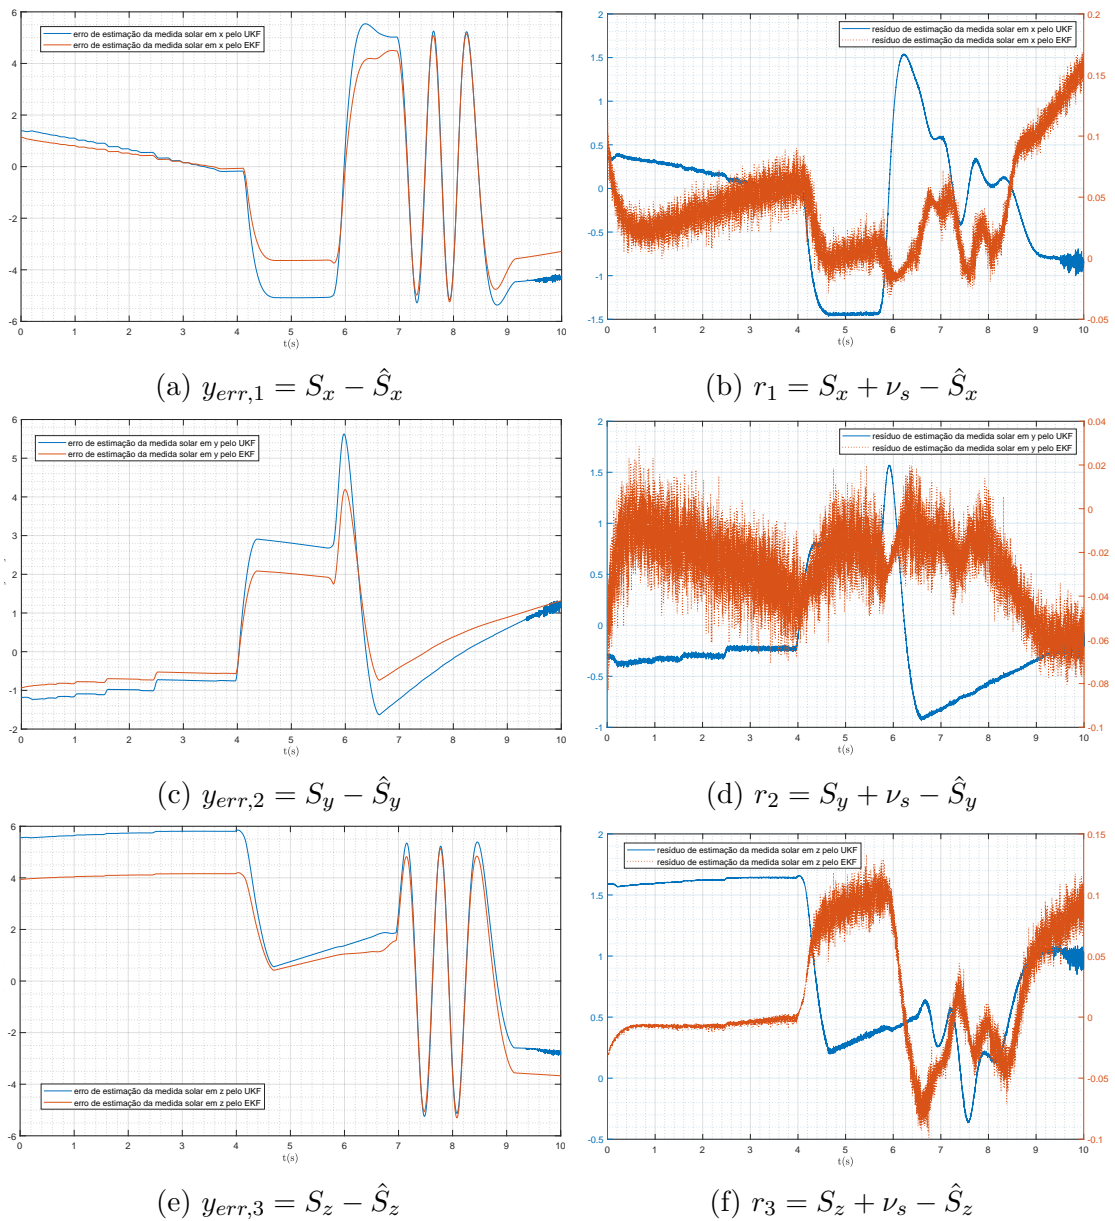 erro de estimação da medida solar em x pelo UKF
erro de estimação da medida solar em x pelo EKF
6
4
2
0
-2
-4
-6
0 1 2 3 4 5 6 7 8 9 10
t(s)
(a) y_{err,1} = S_x − Ŝ_x
resíduo de estimação da medida solar em x pelo UKF
resíduo de estimação da medida solar em x pelo EKF
2
1.5
1
0.5
0
-0.5
-1
-1.5
0.2
0.15
0.1
0.05
0
-0.05
0 1 2 3 4 5 6 7 8 9 10
t(s)
(b) r_1 = S_x + ν_s − Ŝ_x
erro de estimação da medida solar em y pelo UKF
erro de estimação da medida solar em y pelo EKF
6
5
4
3
2
1
0
-1
-2
0 1 2 3 4 5 6 7 8 9 10
t(s)
(c) y_{err,2} = S_y − Ŝ_y
resíduo de estimação da medida solar em y pelo UKF
resíduo de estimação da medida solar em y pelo EKF
2
1.5
1
0.5
0
-0.5
-1
0.04
0.02
0
-0.02
-0.04
-0.06
-0.08
-0.1
0 1 2 3 4 5 6 7 8 9 10
t(s)
(d) r_2 = S_y + ν_s − Ŝ_y
6
4
2
0
-2
-4
-6
erro de estimação da medida solar em z pelo UKF
erro de estimação da medida solar em z pelo EKF
0 1 2 3 4 5 6 7 8 9 10
t(s)
(e) y_{err,3} = S_z − Ŝ_z
resíduo de estimação da medida solar em z pelo UKF
resíduo de estimação da medida solar em z pelo EKF
2
1.5
1
0.5
0
-0.5
0.15
0.1
0.05
0
-0.05
-0.1
0 1 2 3 4 5 6 7 8 9 10
t(s)
(f) r_3 = S_z + ν_s − Ŝ_z